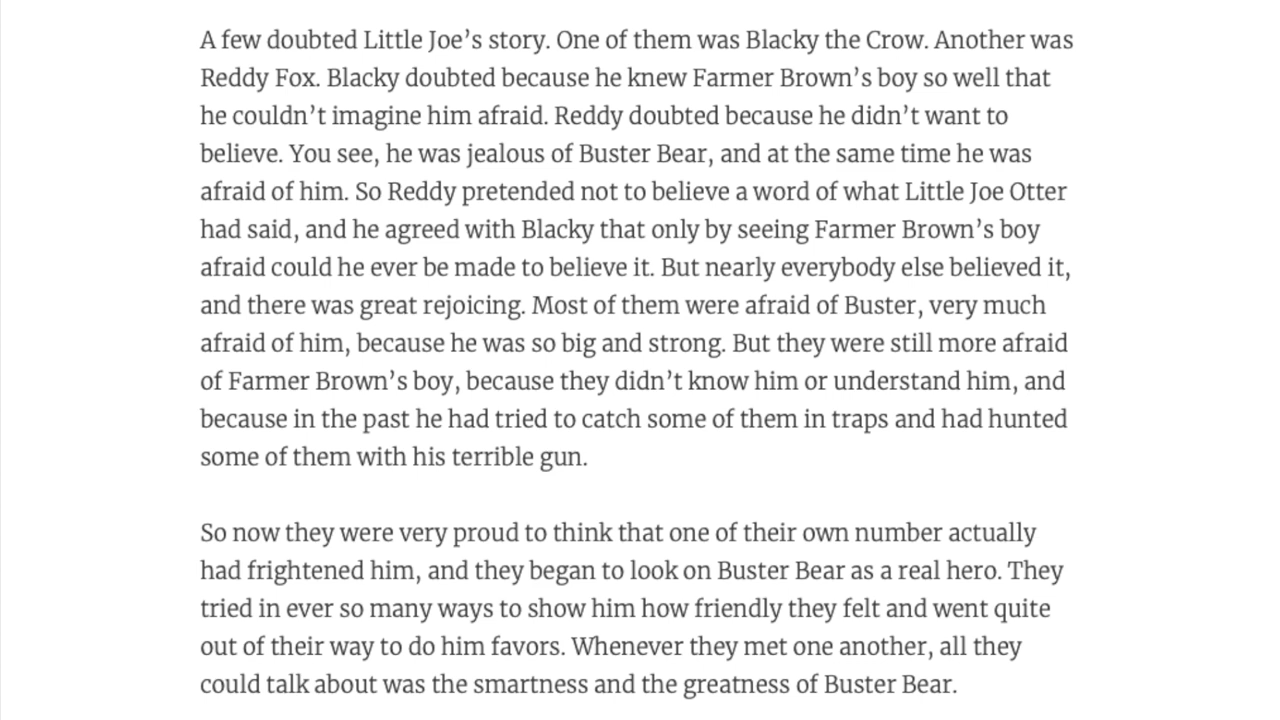 A few doubted Little Joe’s story. One of them was Blacky the Crow. Another was
Reddy Fox. Blacky doubted because he knew Farmer Brown’s boy so well that
he couldn’t imagine him afraid. Reddy doubted because he didn’t want to
believe. You see, he was jealous of Buster Bear, and at the same time he was
afraid of him. So Reddy pretended not to believe a word of what Little Joe Otter
had said, and he agreed with Blacky that only by seeing Farmer Brown’s boy
afraid could he ever be made to believe it. But nearly everybody else believed it,
and there was great rejoicing. Most of them were afraid of Buster, very much
afraid of him, because he was so big and strong. But they were still more afraid
of Farmer Brown’s boy, because they didn’t know him or understand him, and
because in the past he had tried to catch some of them in traps and had hunted
some of them with his terrible gun.
So now they were very proud to think that one of their own number actually
had frightened him, and they began to look on Buster Bear as a real hero. They
tried in ever so many ways to show him how friendly they felt and went quite
out of their way to do him favors. Whenever they met one another, all they
could talk about was the smartness and the greatness of Buster Bear.